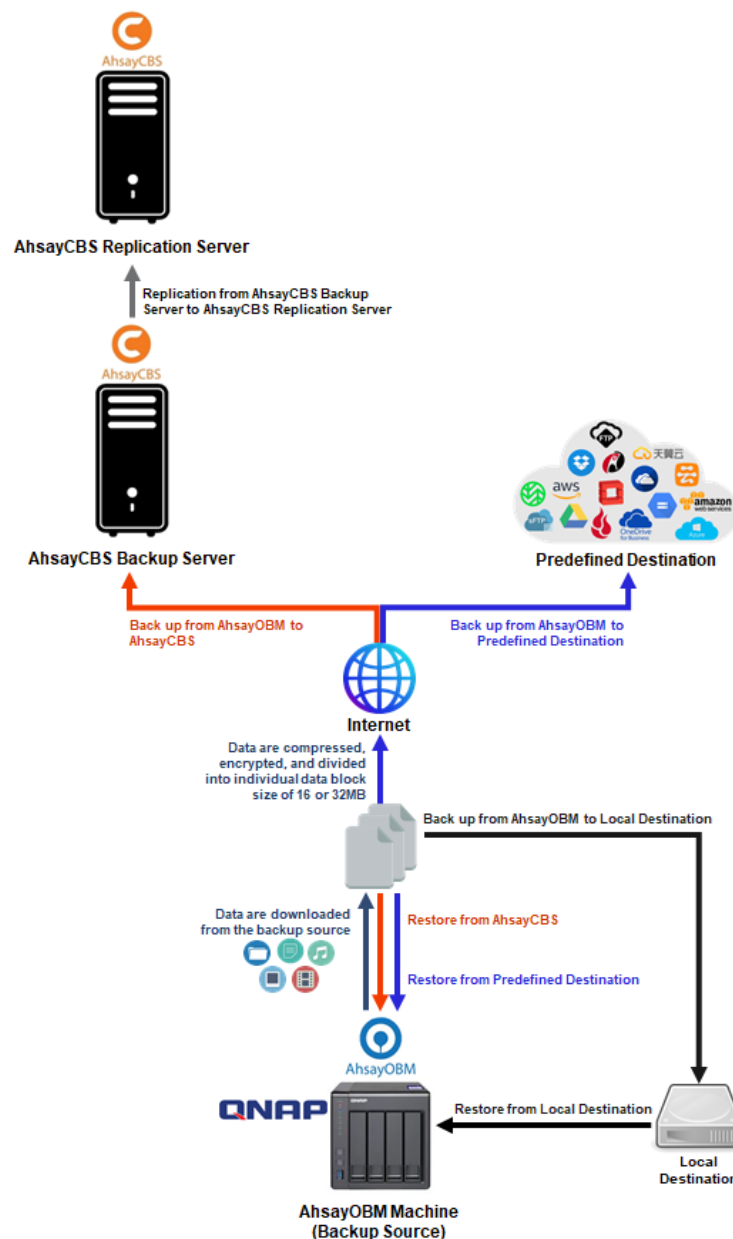 AhsayCBS
AhsayCBS Replication Server
Replication from AhsayCBS Backup
Server to AhsayCBS Replication Server
AhsayCBS
AhsayCBS Backup Server
FTP
天翼云
aws
amazon
web services
sFTP
OneDrive
for Business
Azure
Predefined Destination
Back up from AhsayOBM to
AhsayCBS
Back up from AhsayOBM to
Predefined Destination
Internet
Data are compressed,
encrypted, and divided
into individual data block
size of 16 or 32MB
Back up from AhsayOBM to Local Destination
Data are downloaded
from the backup source
Restore from AhsayCBS
Restore from Predefined Destination
AhsayOBM
QNAP
QNAP
Restore from Local Destination
Local
Destination
AhsayOBM Machine
(Backup Source)